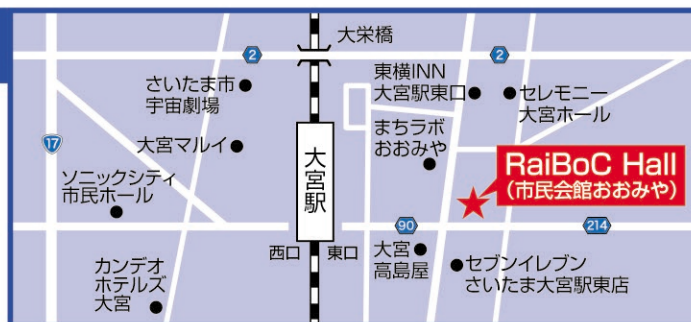 大栄橋
2
2
さいたま市
宇宙劇場
東横INN
大宮駅東口
セレモニー
大宮ホール
17
大宮マルイ
まちラボ
おおみや
大宮駅
RaiBoC Hall
(市民会館おおみや)
ソニックシティ
市民ホール
90
214
西口
東口
大宮
高島屋
セブンイレブン
さいたま大宮駅東店
カンデオ
ホテルズ
大宮